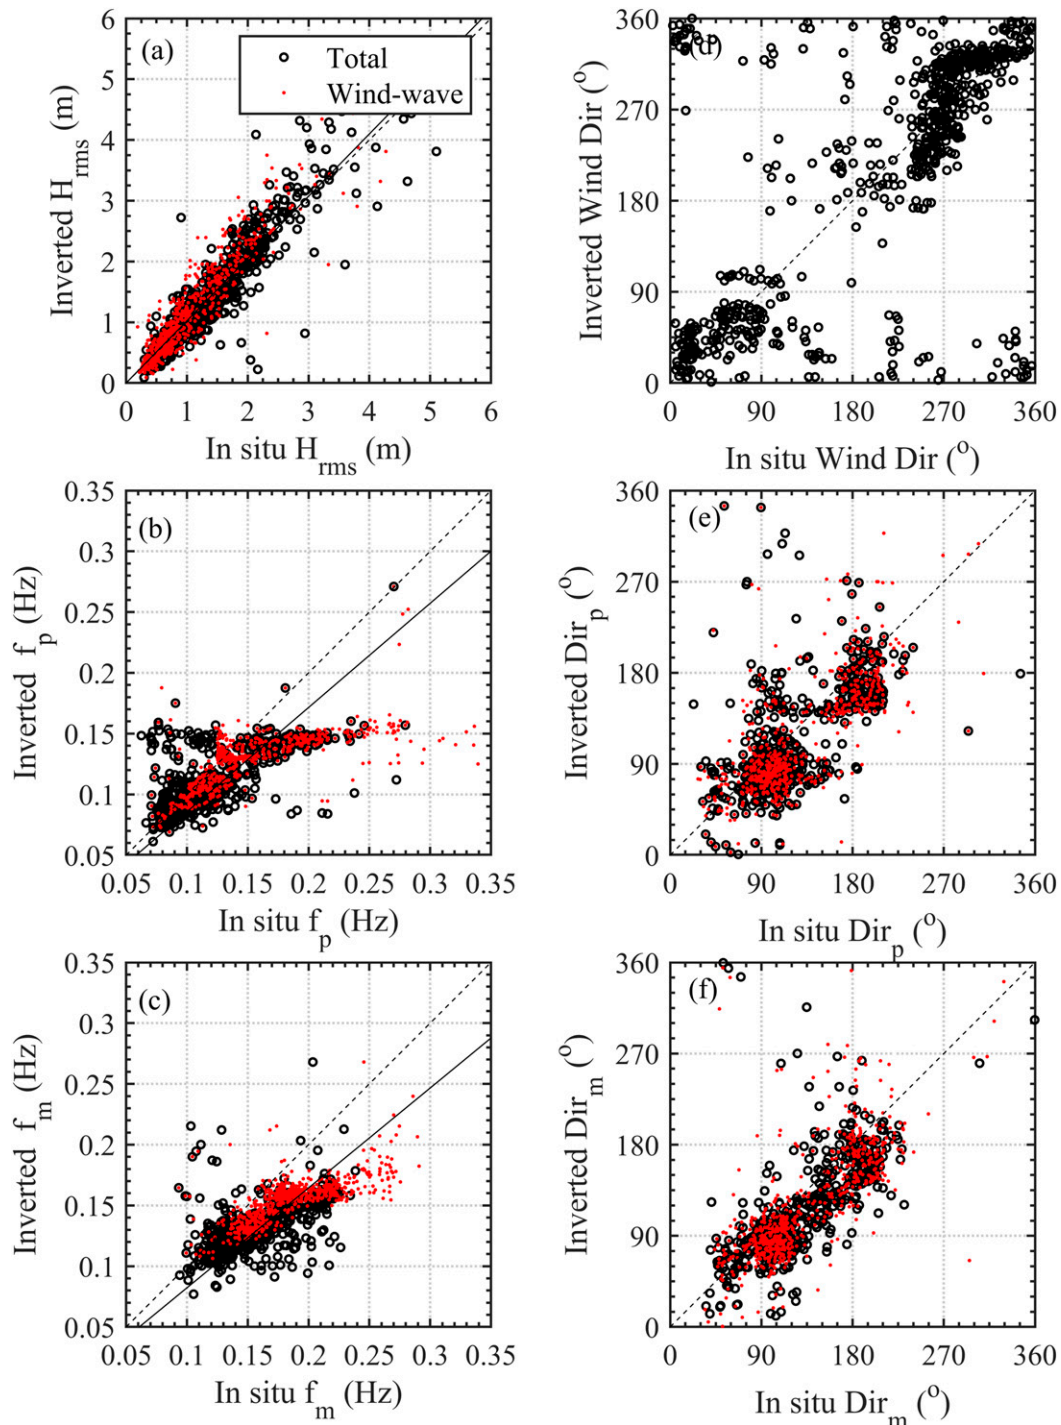 (a)
Total
Wind-wave
6
5
4
3
2
1
0
0 1 2 3 4 5 6
Inverted H_rms (m)
In situ H_rms (m)
(d)
360
270
180
90
0
0 90 180 270 360
Inverted Wind Dir (°)
In situ Wind Dir (°)
(b)
0.35
0.3
0.25
0.2
0.15
0.1
0.05
0.05 0.1 0.15 0.2 0.25 0.3 0.35
Inverted f_p (Hz)
In situ f_p (Hz)
(e)
360
270
180
90
0
0 90 180 270 360
Inverted Dir_p (°)
In situ Dir_p (°)
(c)
0.35
0.3
0.25
0.2
0.15
0.1
0.05
0.05 0.1 0.15 0.2 0.25 0.3 0.35
Inverted f_m (Hz)
In situ f_m (Hz)
(f)
360
270
180
90
0
0 90 180 270 360
Inverted Dir_m (°)
In situ Dir_m (°)